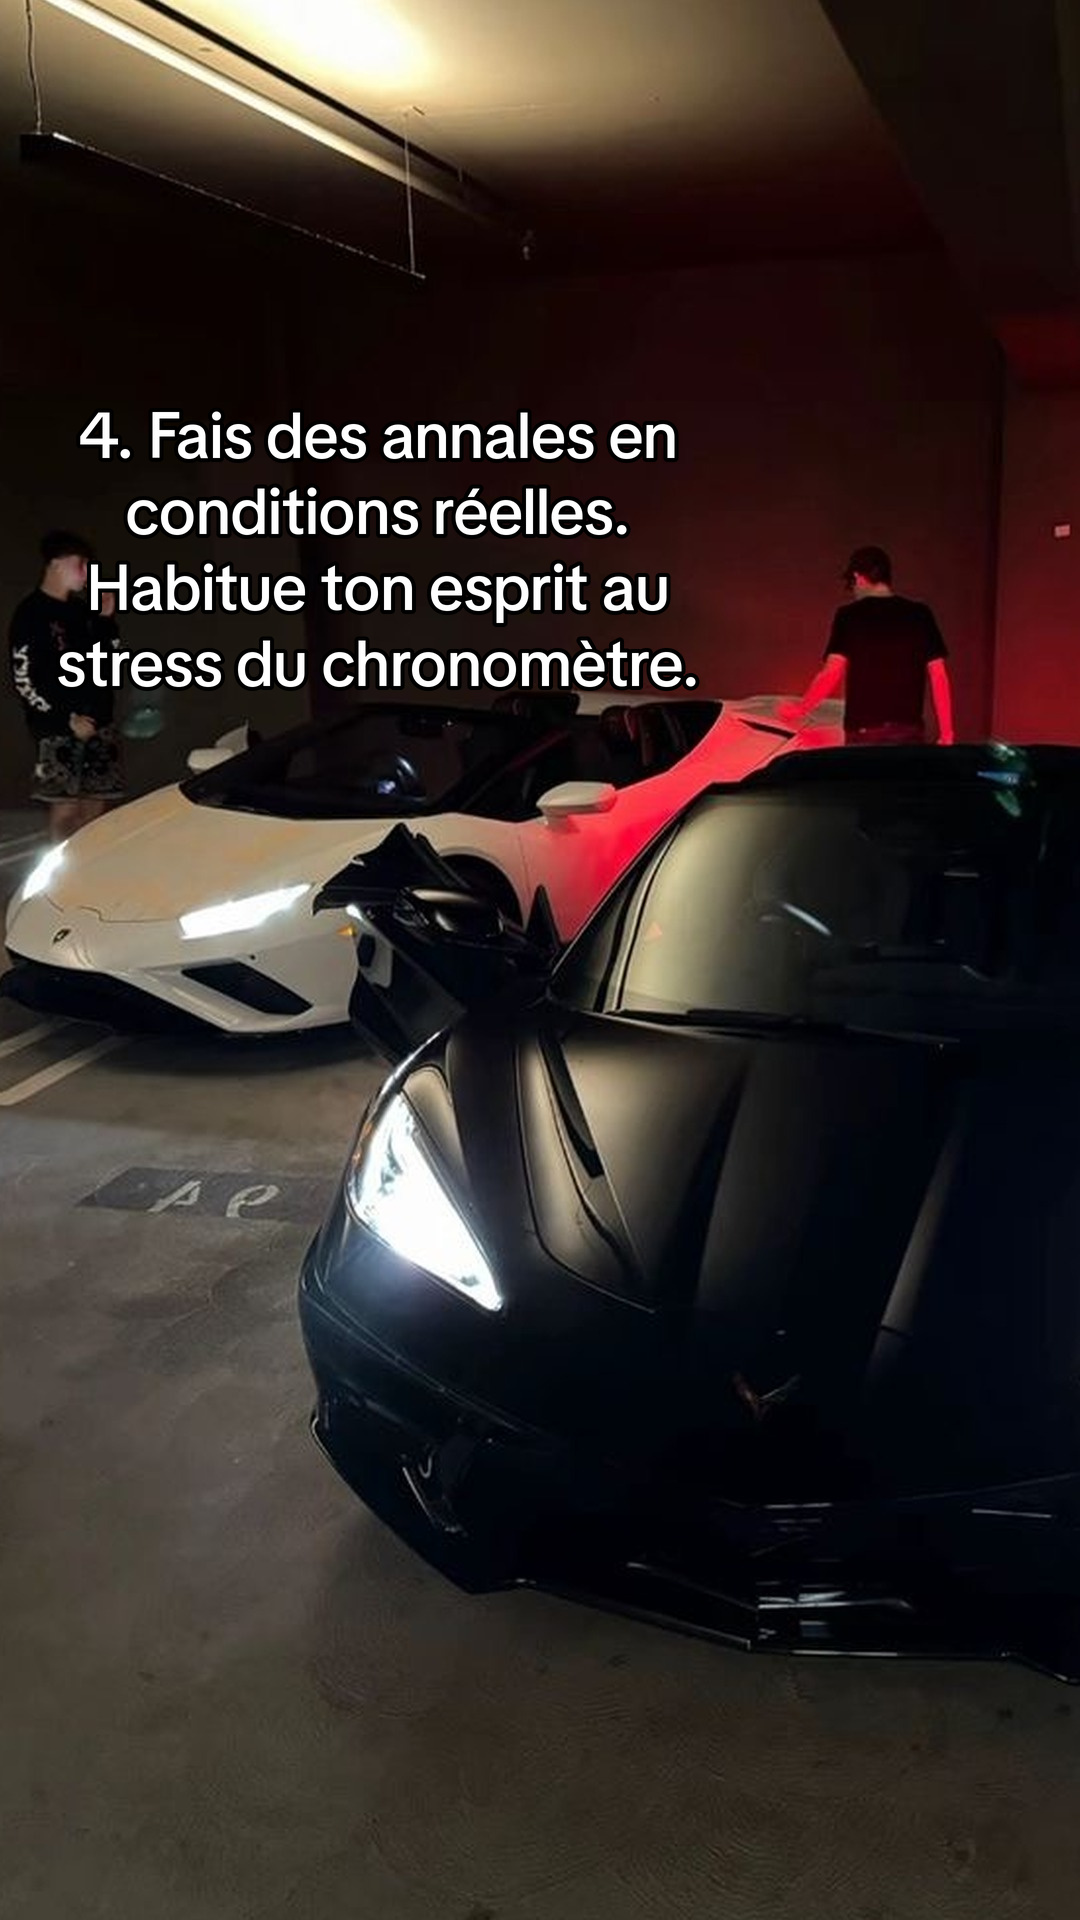 4. Fais des annales en
conditions réelles.
Habitue ton esprit au
stress du chronomètre.